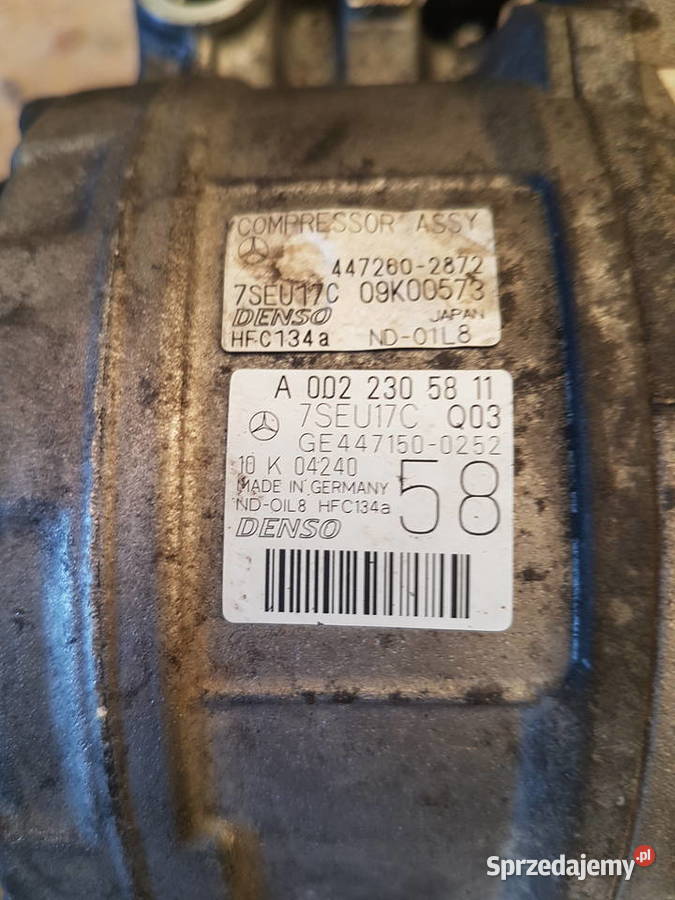 COMPRESSOR ASSY
447260-2872
7SEU17C 09K00573
DENSO JAPAN
HFC134a ND-OIL8
A 002 230 58 11
7SEU17C Q03
GE447150-0252
10 K 04240
MADE IN GERMANY
58
ND-OIL8 HFC134a
DENSO
Sprzedajemy.pl